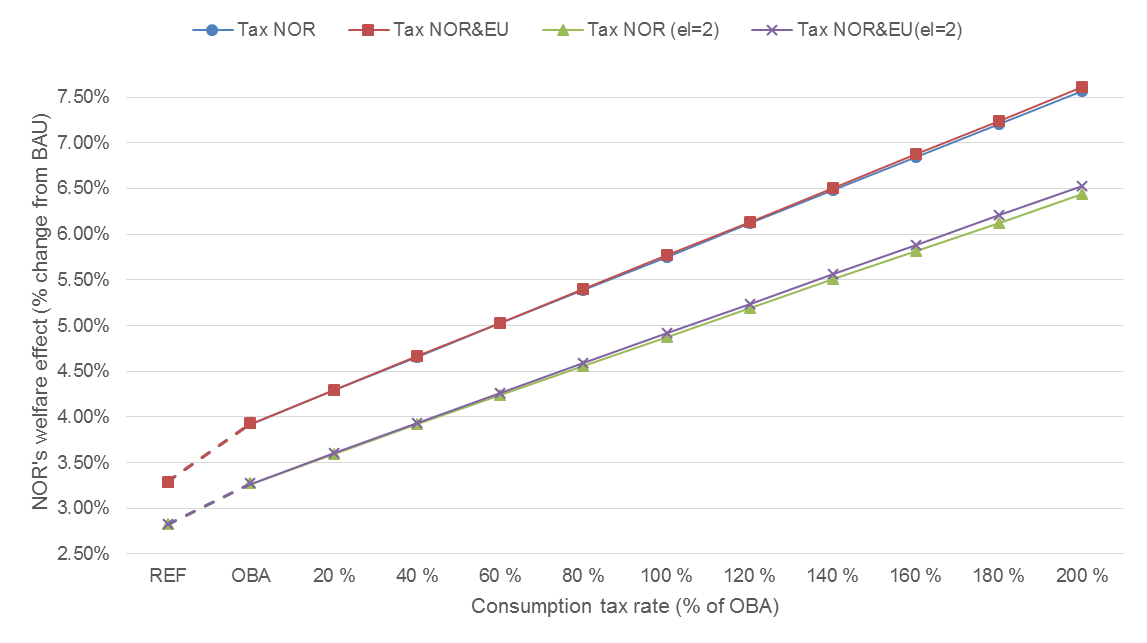 Tax NOR Tax NOR&EU Tax NOR (el=2) Tax NOR&EU(el=2)
NOR's welfare effect (% change from BAU)
7.50%
7.00%
6.50%
6.00%
5.50%
5.00%
4.50%
4.00%
3.50%
3.00%
2.50%
REF OBA 20 % 40 % 60 % 80 % 100 % 120 % 140 % 160 % 180 % 200 %
Consumption tax rate (% of OBA)